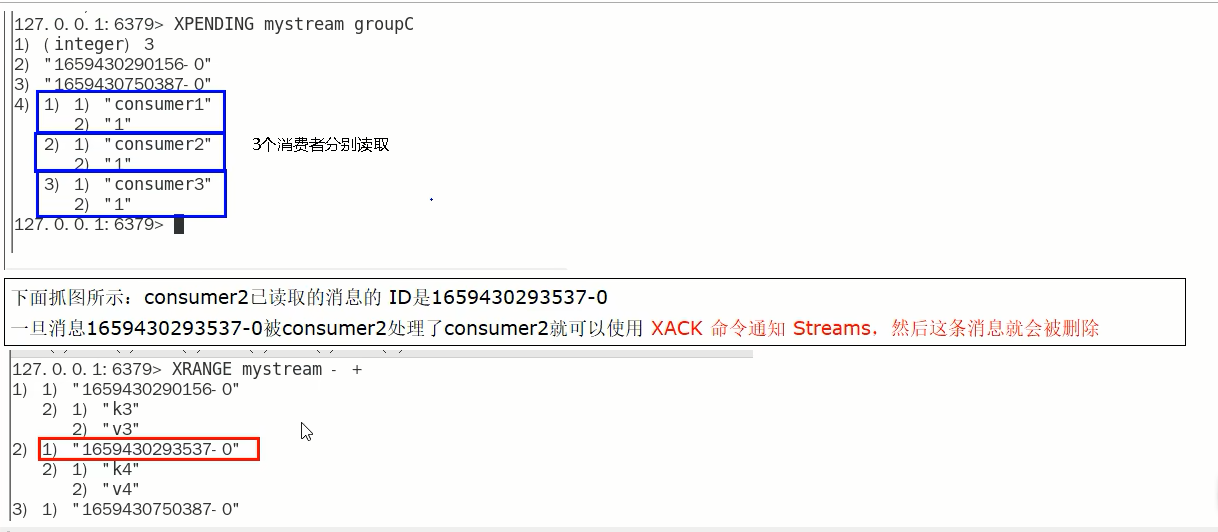 127.0.0.1:6379> XPENDING mystream groupC
1) (integer) 3
2) "1659430290156-0"
3) "1659430750387-0"
4) 1) 1) "consumer1"
2) "1"
2) 1) "consumer2" 3个消费者分别读取
2) "1"
3) 1) "consumer3"
2) "1"
127.0.0.1:6379>
下面抓图所示：consumer2已读取的消息的 ID是1659430293537-0
一旦消息1659430293537-0被consumer2处理了consumer2就可以使用 XACK 命令通知 Streams，然后这条消息就会被删除
127.0.0.1:6379> XRANGE mystream - +
1) 1) "1659430290156-0"
2) 1) "k3"
2) "v3"
2) 1) "1659430293537-0"
2) 1) "k4"
2) "v4"
3) 1) "1659430750387-0"